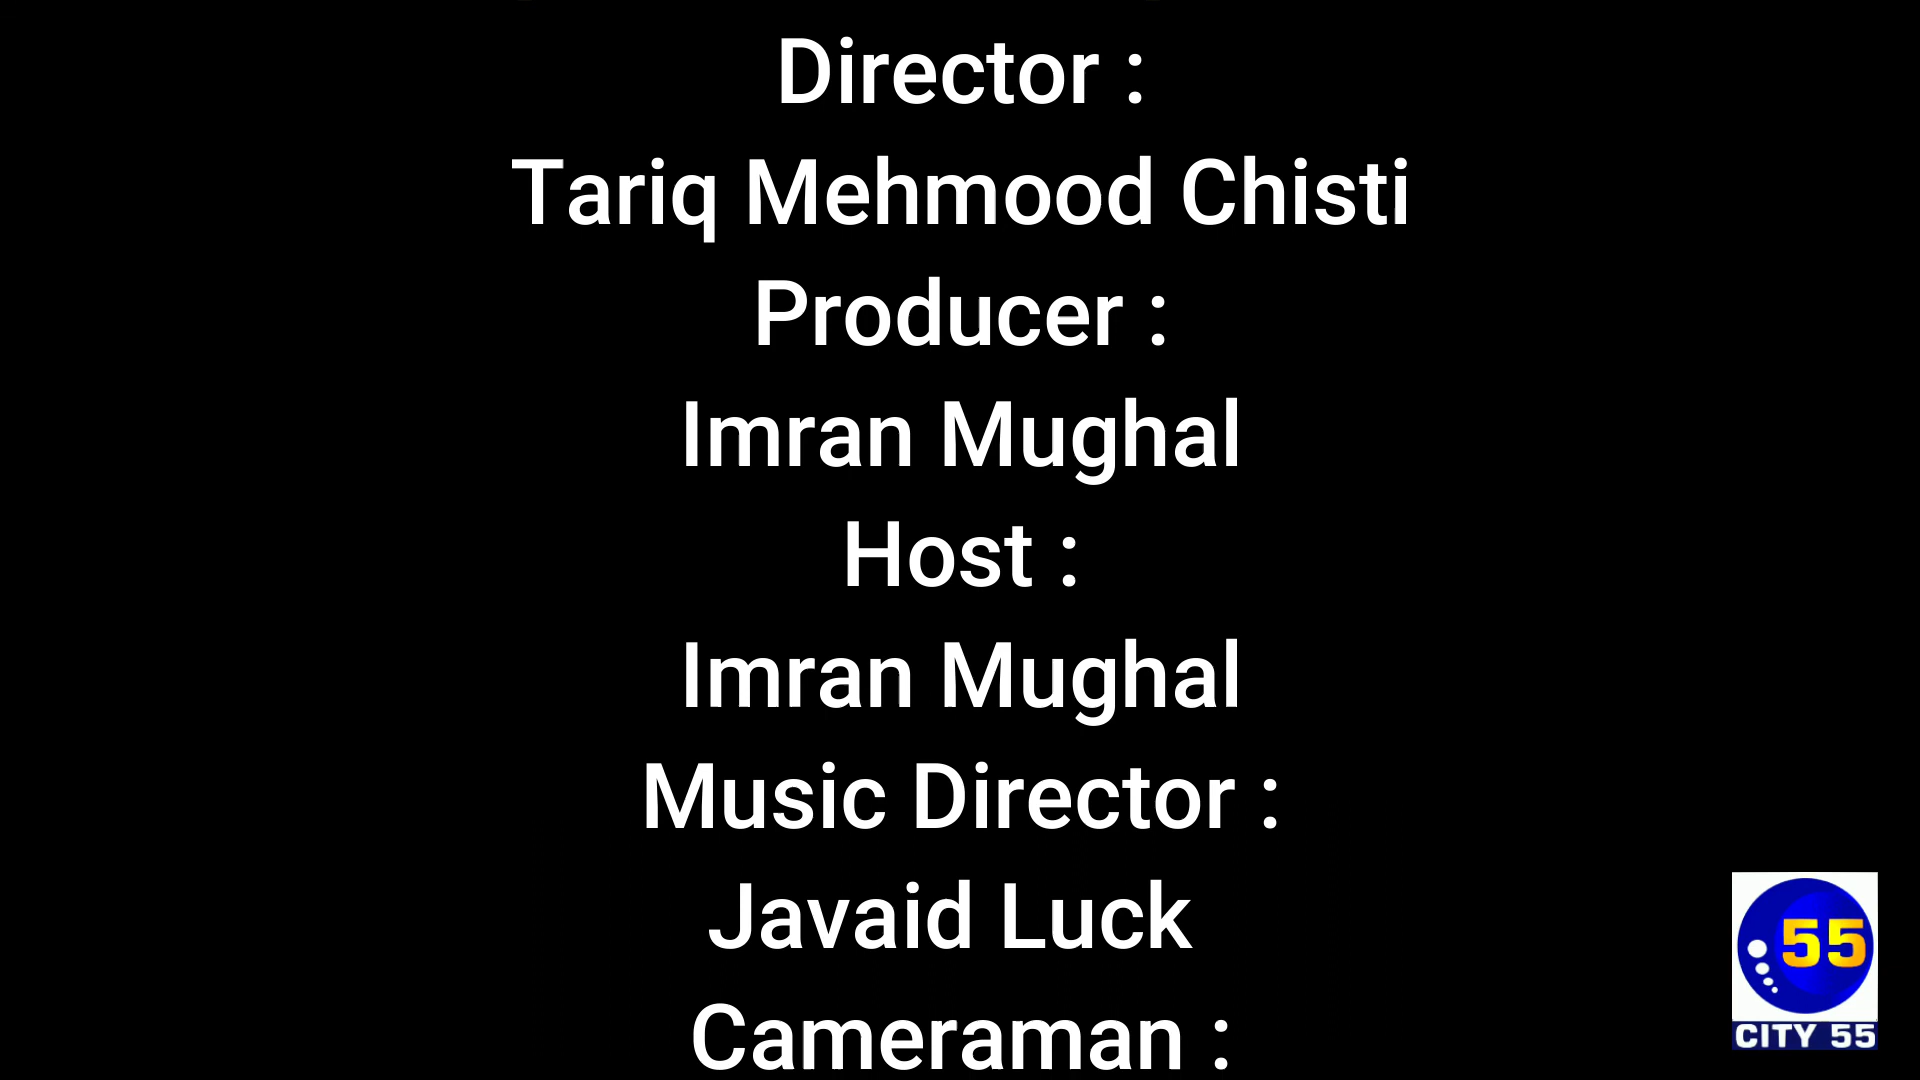 Director :
Tariq Mehmood Chisti
Producer :
Imran Mughal
Host :
Imran Mughal
Music Director :
Javaid Luck
Cameraman :
55
CITY 55